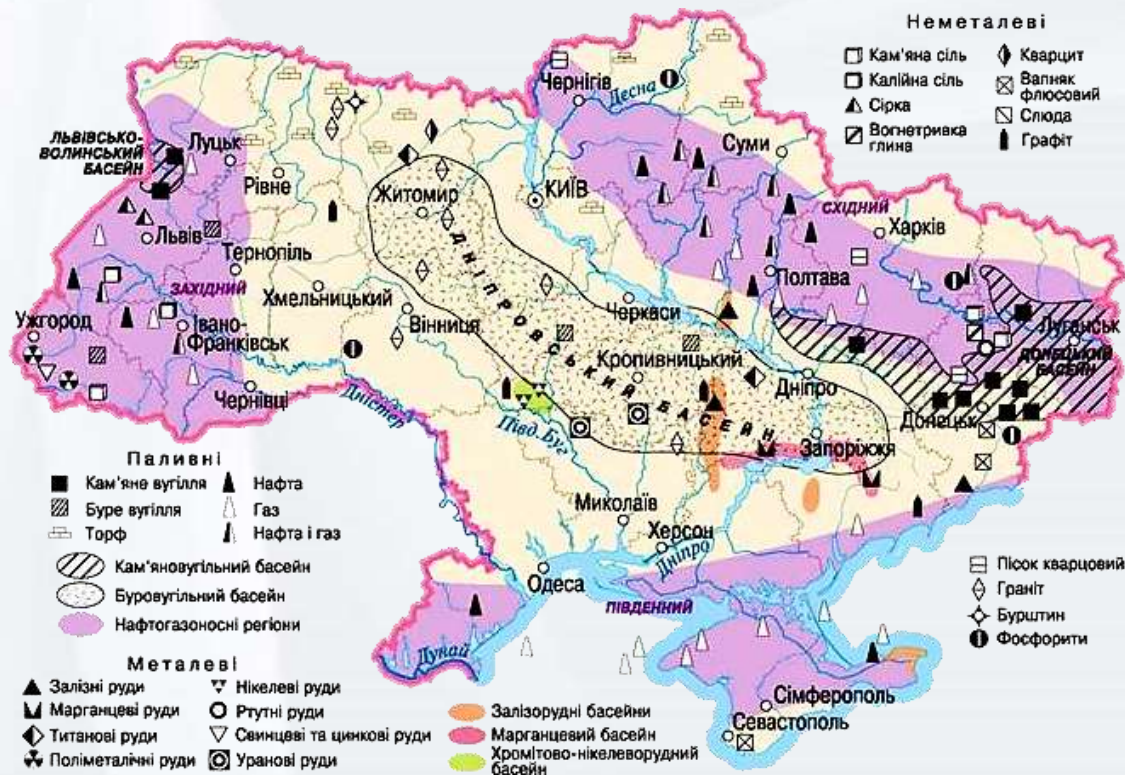 Неметалеві
Кам'яна сіль
Калійна сіль
Сірка
Вогнетривка
глина
Кварцит
Вапняк
флюсовий
Слюда
Графіт
Чернігів
Десна
ЛЬВІВСЬКО-
ВОЛИНСЬКИЙ
БАСЕЙН
Луцьк
Рівне
Житомир
КИЇВ
Суми
СХІДНИЙ
Харків
Львів
Тернопіль
ЗАХІДНИЙ
Хмельницький
Вінниця
ДНІПРОВСЬКИЙ БАСЕЙН
Черкаси
Полтава
Луганськ
ДОНЕЦЬКИЙ
БАСЕЙН
Ужгород
Івано-
Франківськ
Чернівці
Дністер
Кропивницький
Півд. Буг
Дніпро
Донецьк
Запоріжжя
Миколаїв
Херсон
Дніпро
Одеса
ПІВДЕННИЙ
Дунай
Сімферополь
Севастополь
Паливні
Кам'яне вугілля
Буре вугілля
Торф
Нафта
Газ
Нафта і газ
Кам'яновугільний басейн
Буровугільний басейн
Нафтогазоносні регіони
Металеві
Залізні руди
Марганцеві руди
Титанові руди
Поліметалічні руди
Нікелеві руди
Ртутні руди
Свинцеві та цинкові руди
Уранові руди
Залізорудні басейни
Марганцевий басейн
Хромітово-нікелеворудний
басейн
Пісок кварцовий
Граніт
Бурштин
Фосфорити